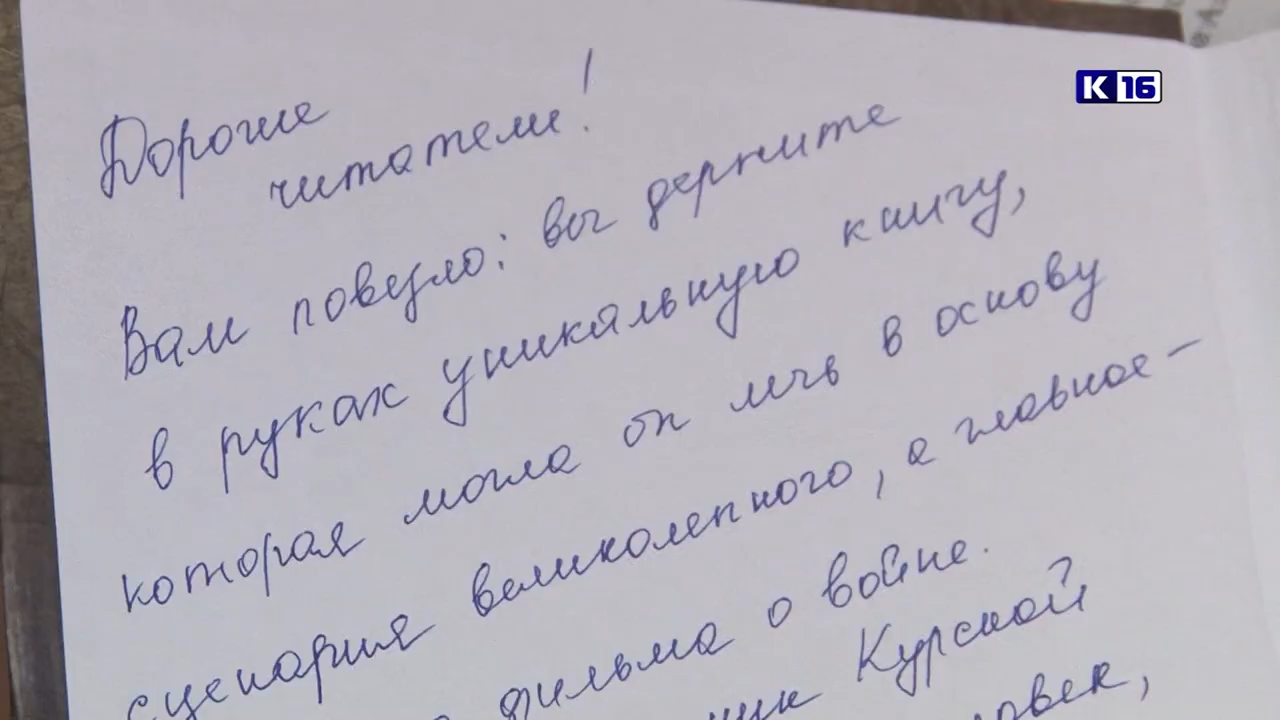 К 16
Дорогие
читатели!
Вам повезло: вы держите
в руках уникальную книгу,
которая могла бы лечь в основу
сценария великолепного, а главное -
фильма о войне.
Курской